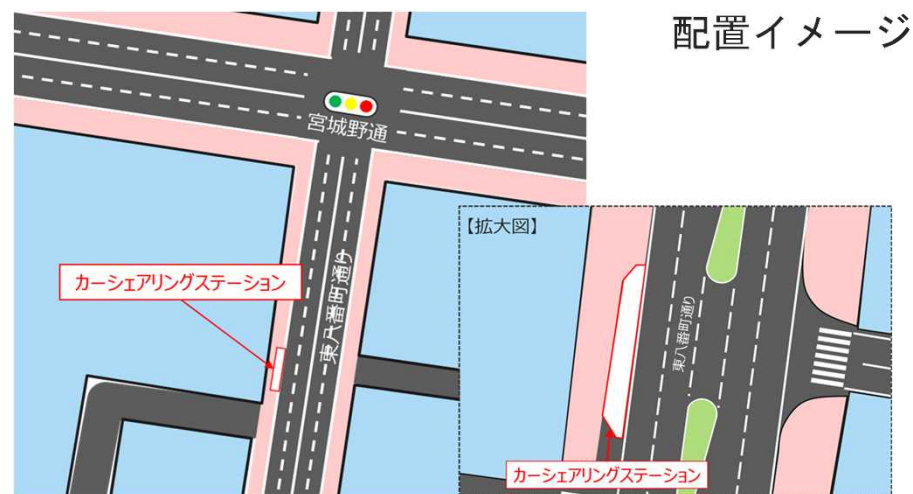 配置イメージ
宮城野通
カーシェアリングステーション
東八番町通り
【拡大図】
東八番町通り
カーシェアリングステーション